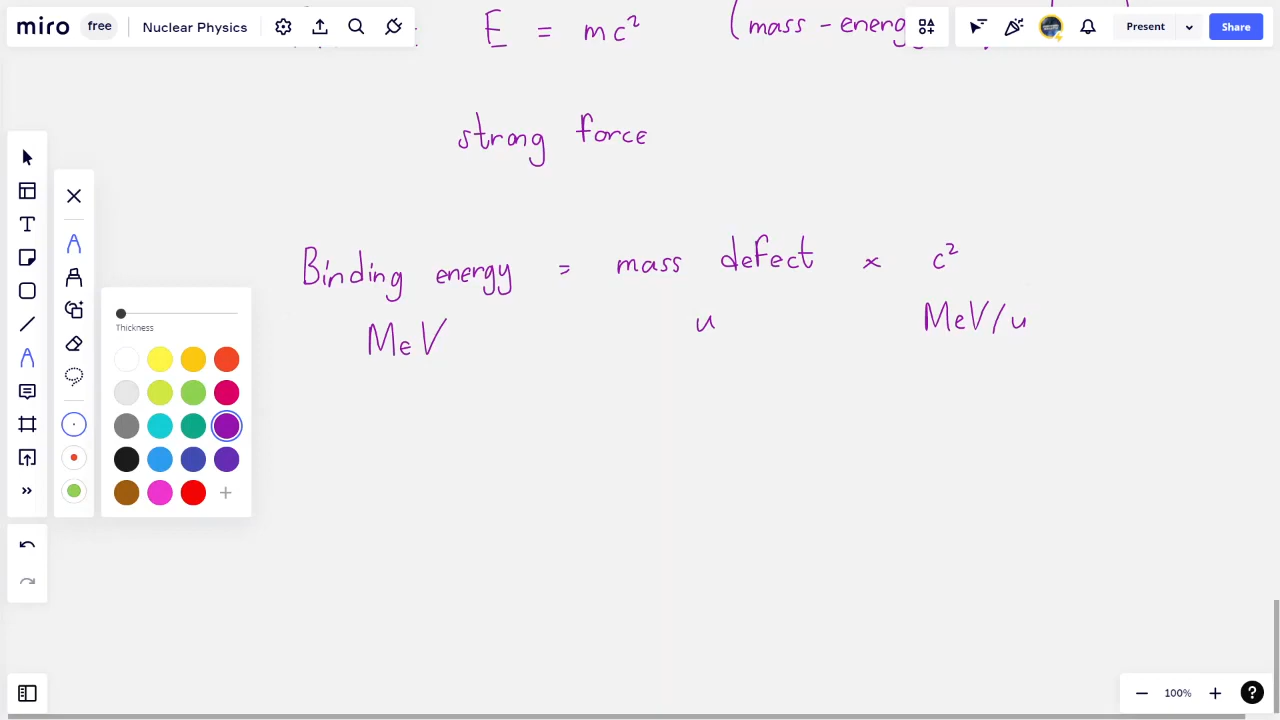 miro free Nuclear Physics Present Share
E = mc² (mass - energ
strong force
Binding energy = mass defect × c²
MeV u MeV/u
Thickness
100%